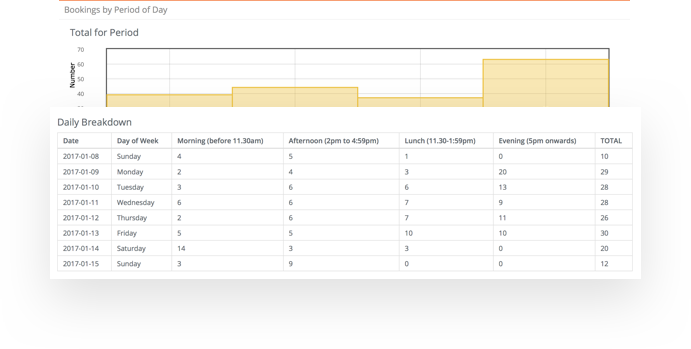 Bookings by Period of Day
Total for Period
70
60
50
40
Number
Daily Breakdown
Date Day of Week Morning (before 11.30am) Afternoon (2pm to 4:59pm) Lunch (11.30-1:59pm) Evening (5pm onwards) TOTAL
2017-01-08 Sunday 4 5 1 0 10
2017-01-09 Monday 2 4 3 20 29
2017-01-10 Tuesday 3 6 6 13 28
2017-01-11 Wednesday 6 6 7 9 28
2017-01-12 Thursday 2 6 7 11 26
2017-01-13 Friday 5 5 10 10 30
2017-01-14 Saturday 14 3 3 0 20
2017-01-15 Sunday 3 9 0 0 12